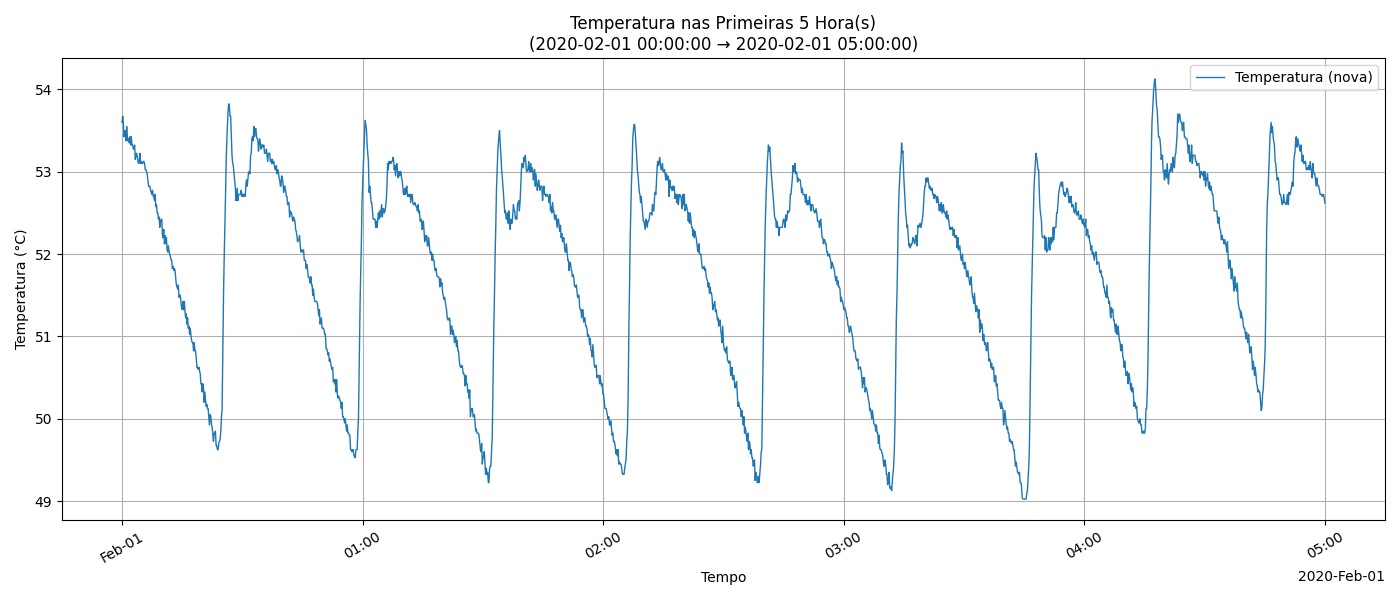 Temperatura nas Primeiras 5 Hora(s)
(2020-02-01 00:00:00 → 2020-02-01 05:00:00)
Temperatura (nova)
Temperatura (°C)
54
53
52
51
50
49
Feb-01
01:00
02:00
03:00
04:00
05:00
Tempo
2020-Feb-01